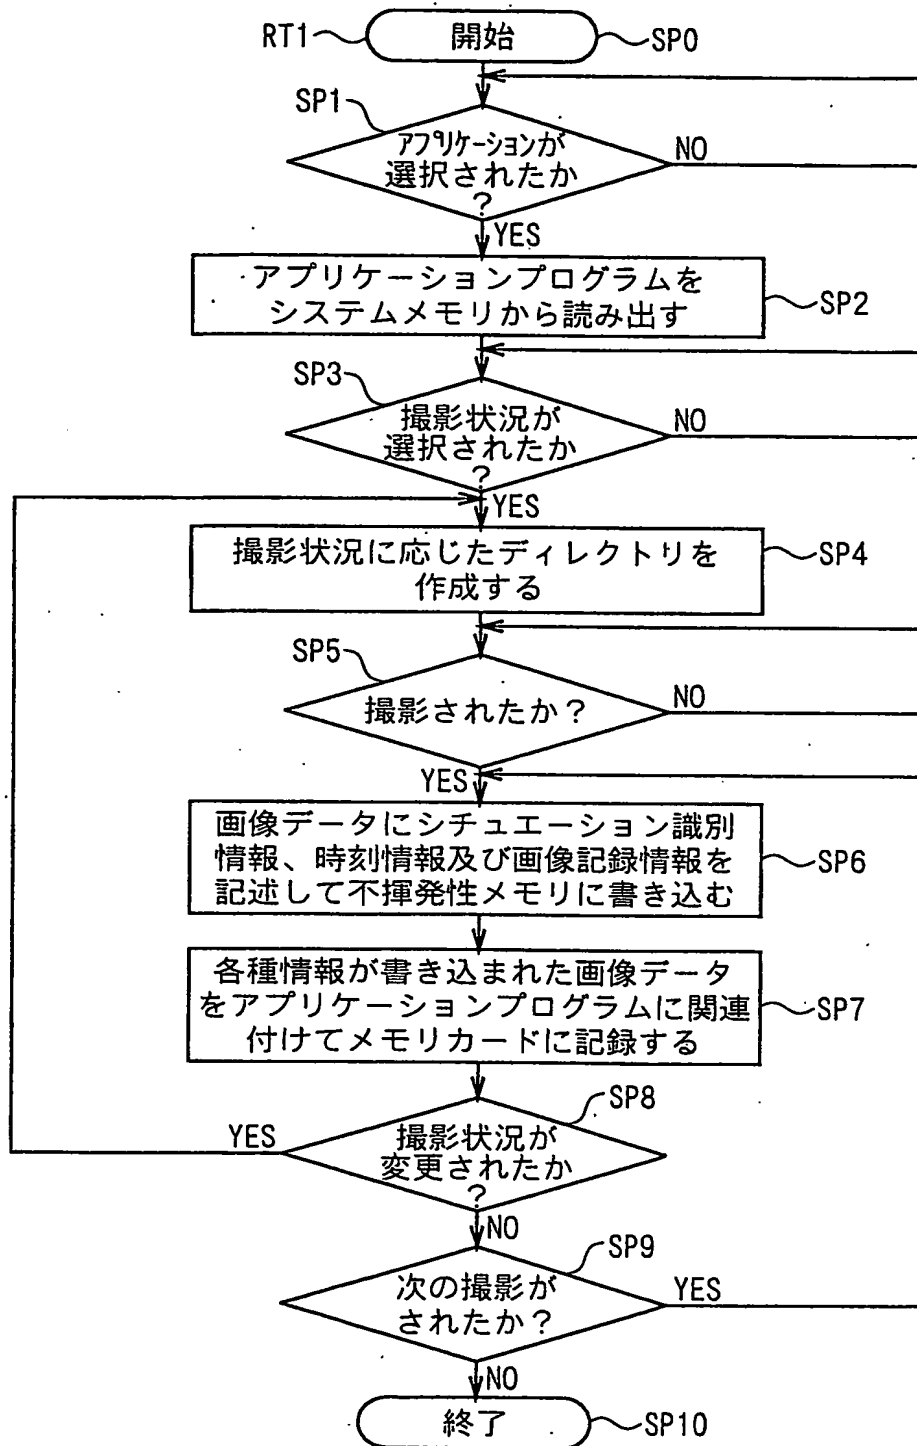 RT1
開始
SP0
SP1
アプリケーションが
選択されたか
?
NO
YES
アプリケーションプログラムを
システムメモリから読み出す
SP2
SP3
撮影状況が
選択されたか
?
NO
YES
撮影状況に応じたディレクトリを
作成する
SP4
SP5
撮影されたか?
NO
YES
画像データにシチュエーション識別
情報、時刻情報及び画像記録情報を
記述して不揮発性メモリに書き込む
SP6
各種情報が書き込まれた画像データ
をアプリケーションプログラムに関連
付けてメモリカードに記録する
SP7
SP8
YES
撮影状況が
変更されたか
?
NO
SP9
次の撮影が
されたか?
YES
NO
終了
SP10